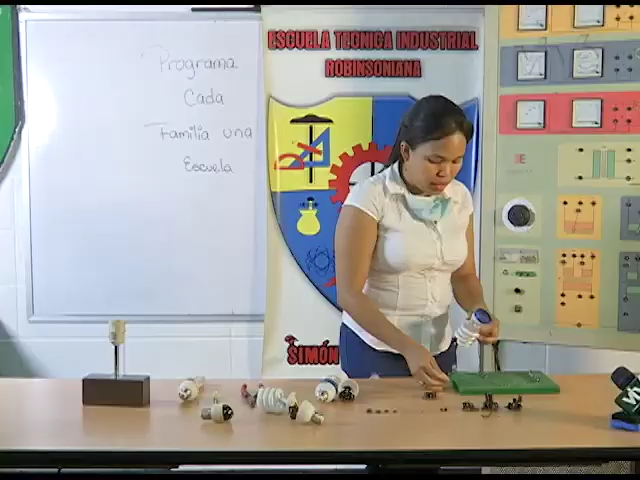 Programa
Cada
Familia una
Escuela
ESCUELA TECNICA INDUSTRIAL
ROBINSONIANA
SIMÓN